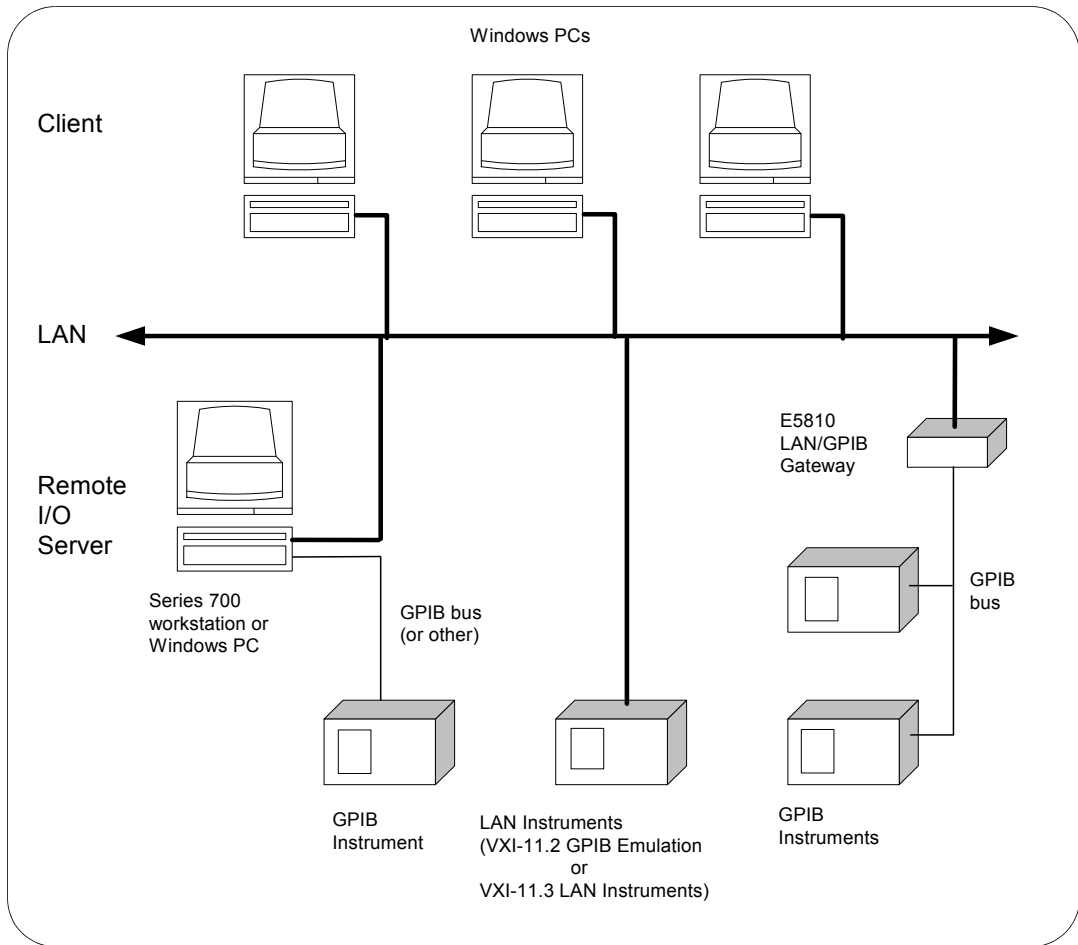 Windows PCs
Client
LAN
E5810
LAN/GPIB
Gateway
Remote
I/O
Server
Series 700
workstation or
Windows PC
GPIB bus
(or other)
GPIB
bus
GPIB
Instrument
LAN Instruments
(VXI-11.2 GPIB Emulation
or
VXI-11.3 LAN Instruments)
GPIB
Instruments